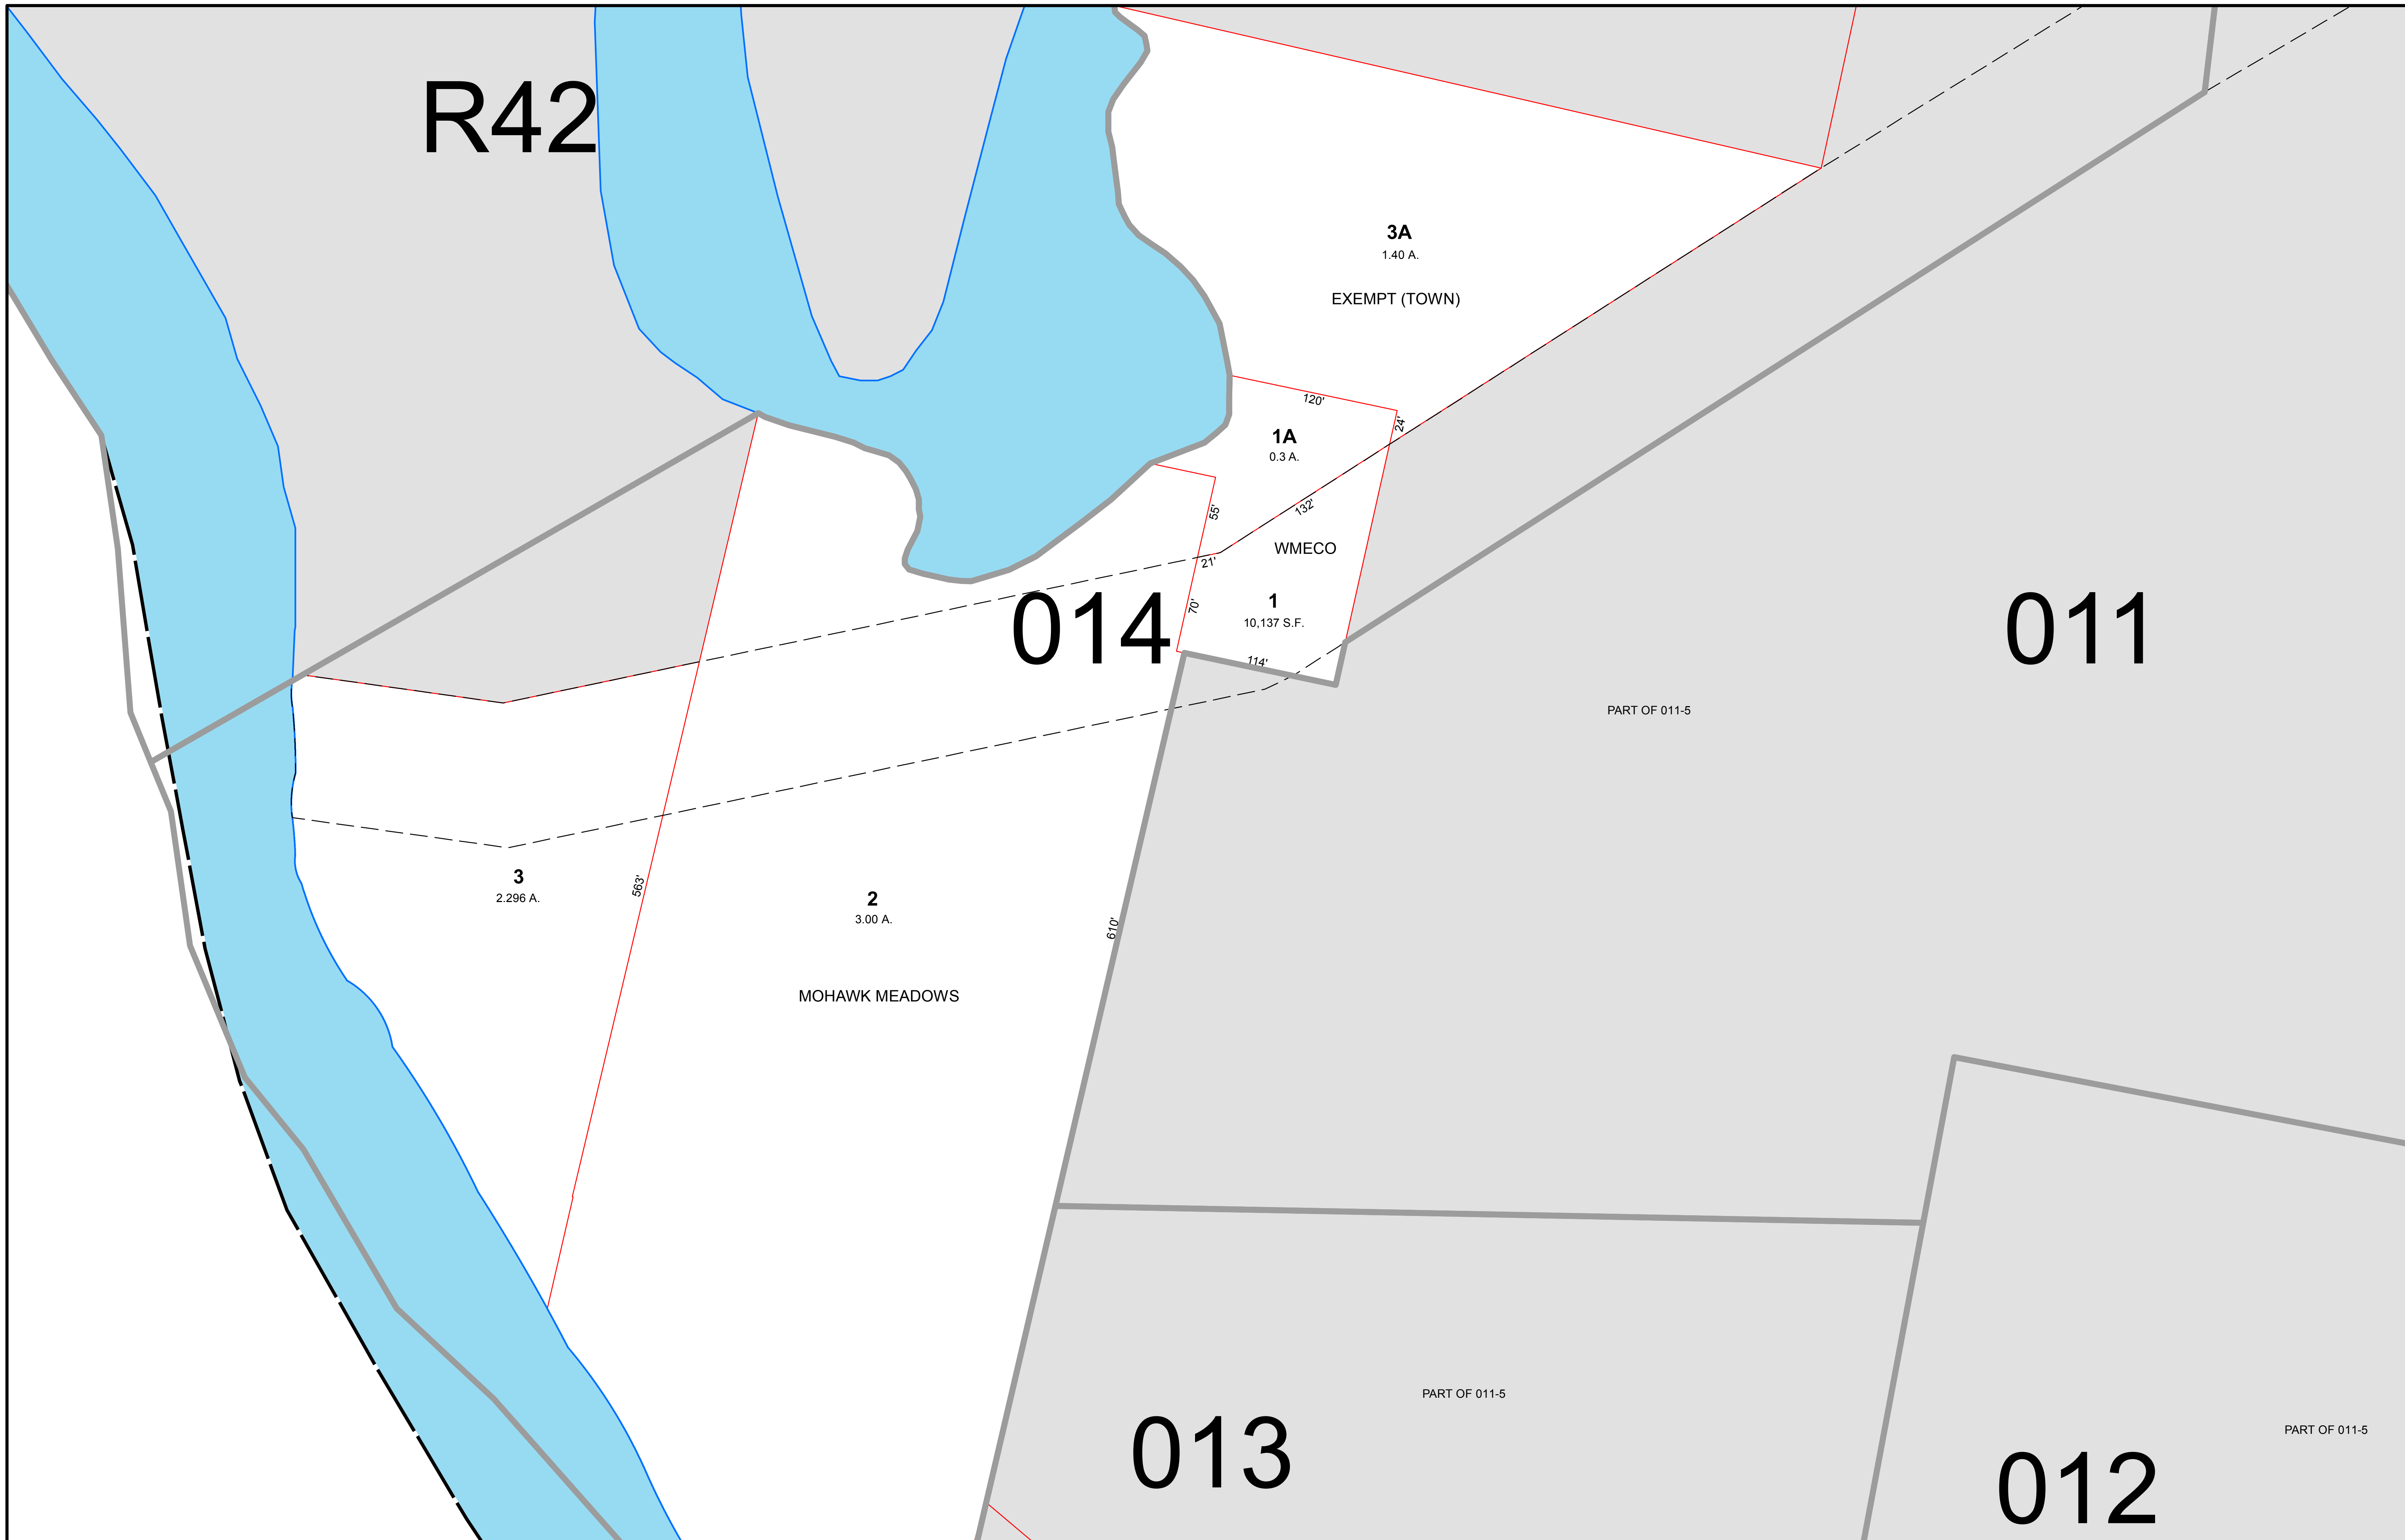 R42
3A
1.40 A.
EXEMPT (TOWN)
120'
24'
1A
0.3 A.
132'
55'
WMECO
21'
014
70'
1
10,137 S.F.
011
114'
PART OF 011-5
3
2.296 A.
563'
2
3.00 A.
610'
MOHAWK MEADOWS
PART OF 011-5
013
PART OF 011-5
012